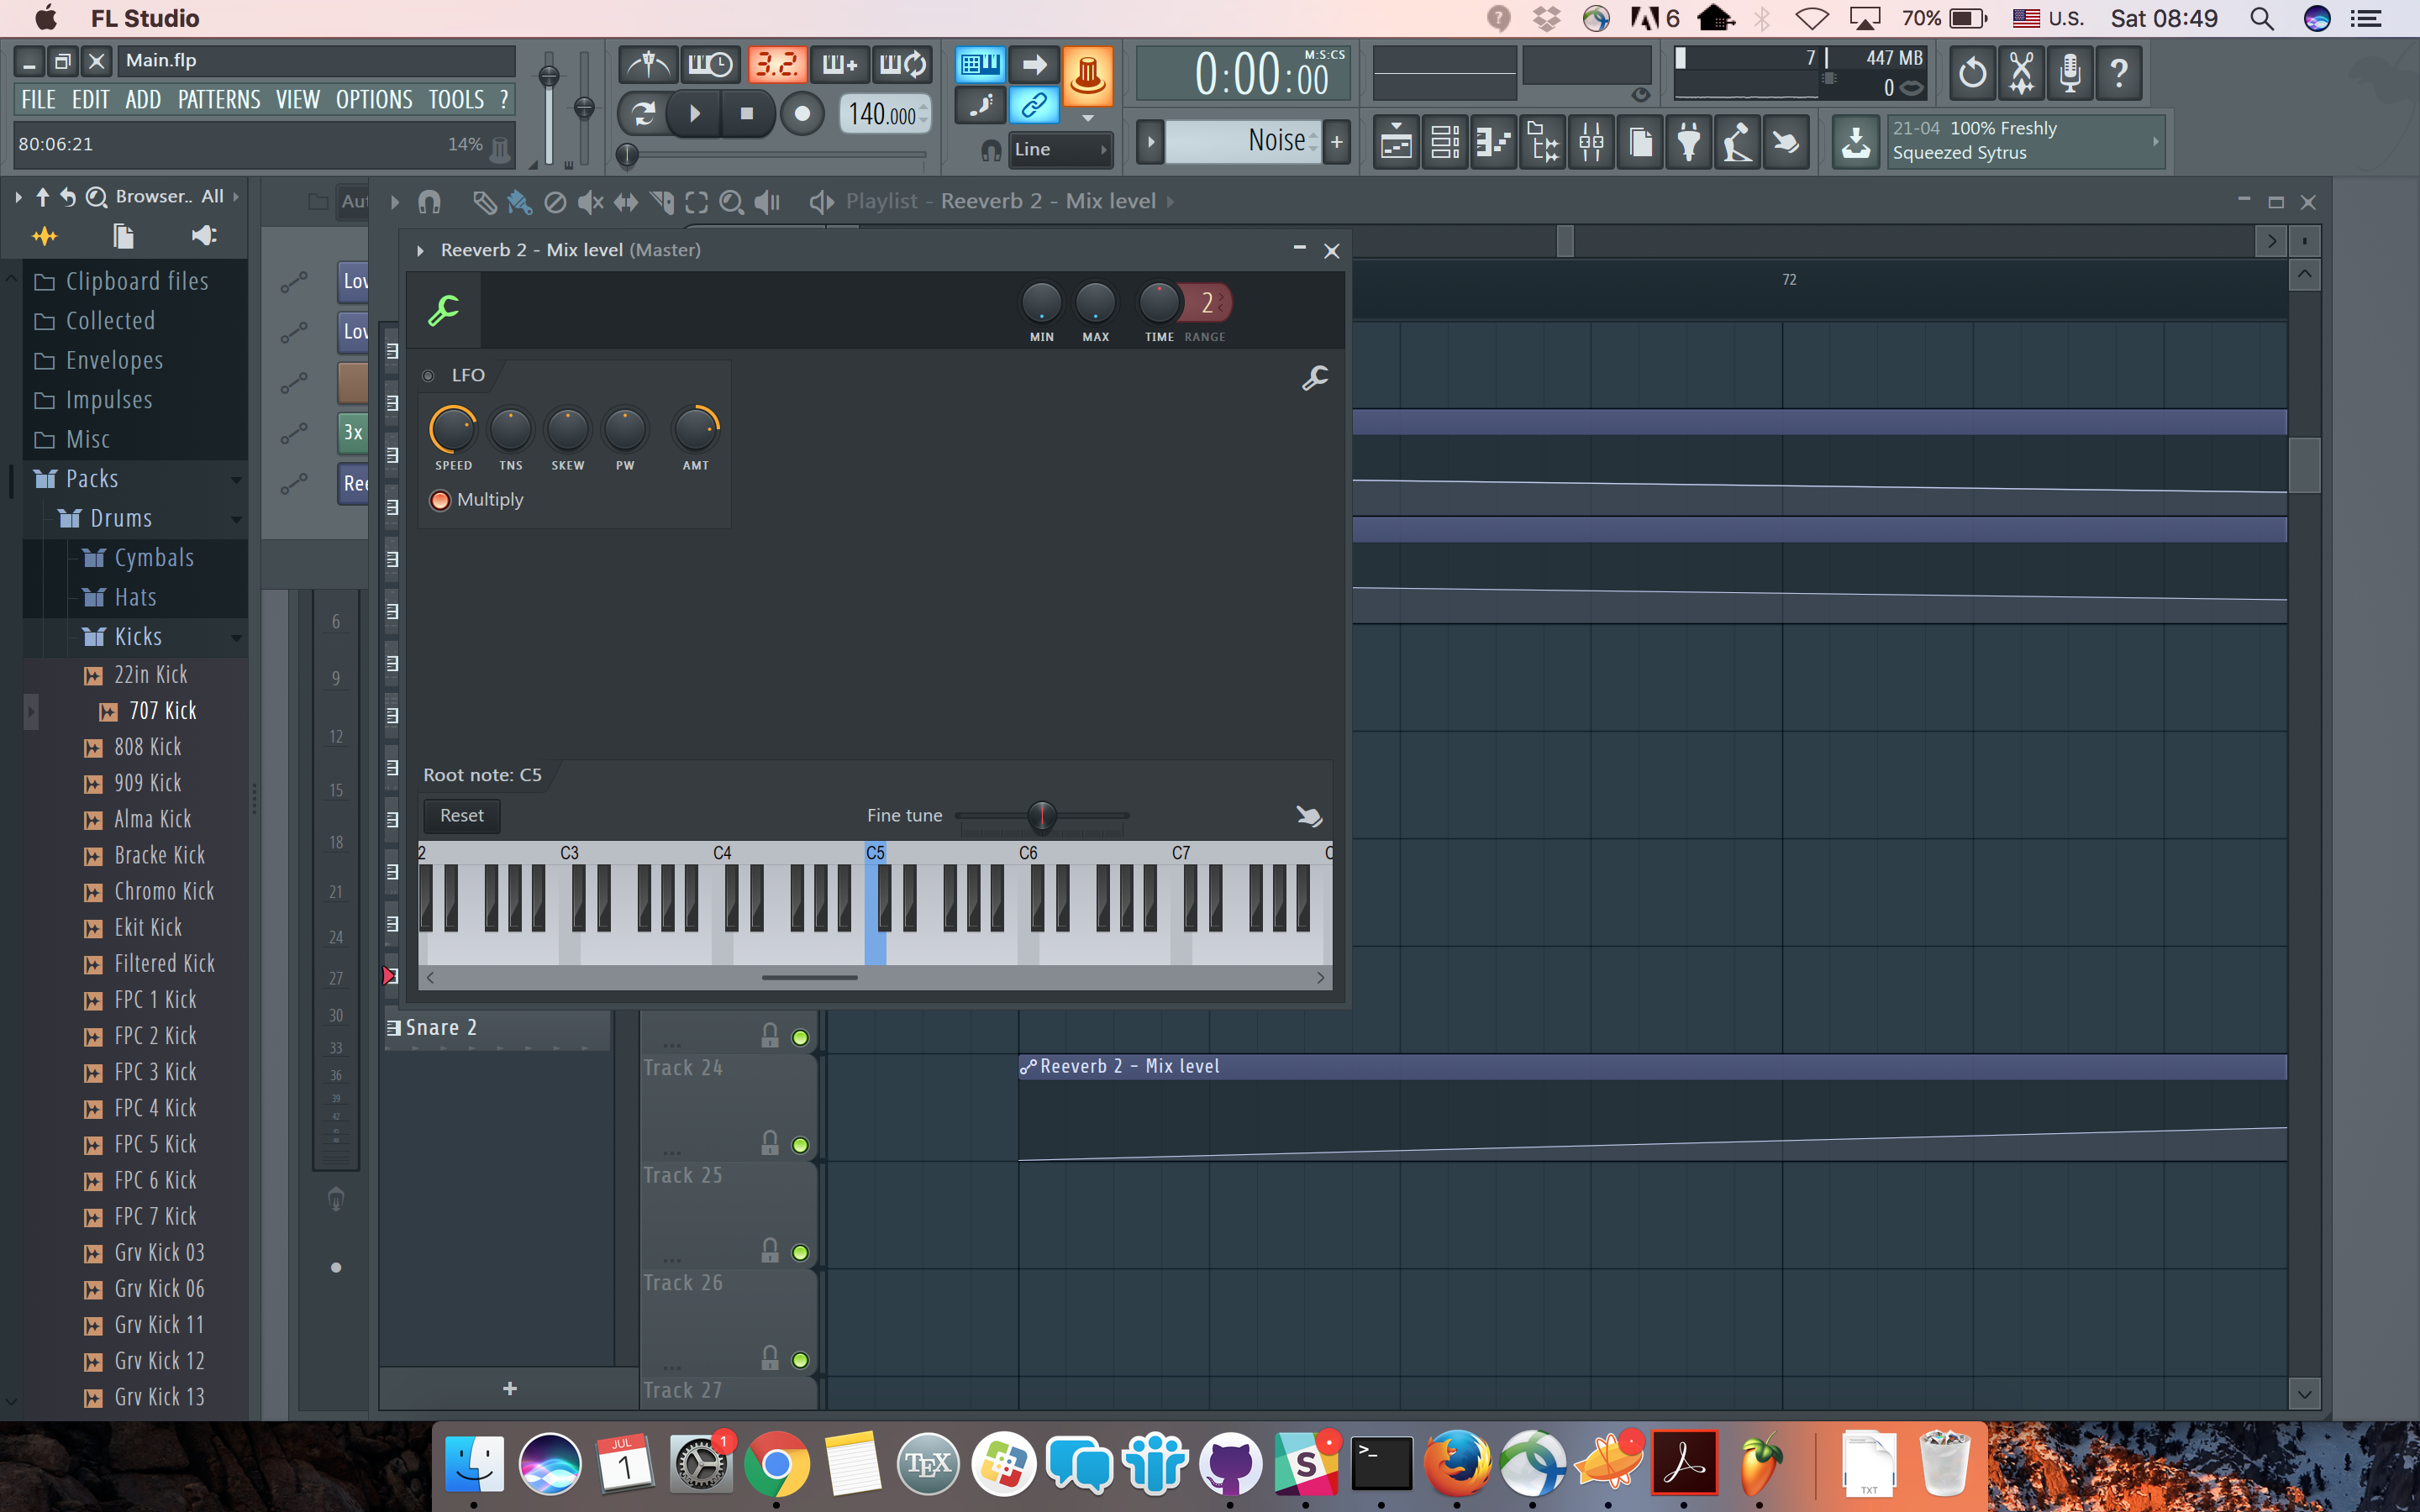 FL Studio
6
70%
U.S.
Sat 08:49
Main.flp
FILE EDIT ADD PATTERNS VIEW OPTIONS TOOLS ?
80:06:21
14%
3.2.
140.000
Line
0:00:00
M:S:CS
Noise
7
447 MB
0
?
21-04 100% Freshly
Squeezed Sytrus
Browser.. All
Aut
Playlist - Reeverb 2 - Mix level
Clipboard files
Collected
Envelopes
Impulses
Misc
Packs
Drums
Cymbals
Hats
Kicks
22in Kick
707 Kick
808 Kick
909 Kick
Alma Kick
Bracke Kick
Chromo Kick
Ekit Kick
Filtered Kick
FPC 1 Kick
FPC 2 Kick
FPC 3 Kick
FPC 4 Kick
FPC 5 Kick
FPC 6 Kick
FPC 7 Kick
Grv Kick 03
Grv Kick 06
Grv Kick 11
Grv Kick 12
Grv Kick 13
Lov
Lov
3x
Ree
6
9
12
15
18
21
24
27
30
33
36
39
42
Reeverb 2 - Mix level (Master)
MIN
MAX
TIME
2
RANGE
LFO
SPEED
TNS
SKEW
PW
AMT
Multiply
Root note: C5
Reset
Fine tune
2
C3
C4
C5
C6
C7
C
72
Snare 2
Track 24
Reeverb 2 - Mix level
Track 25
Track 26
Track 27
JUL
1
1
TEX
S
>_
TXT